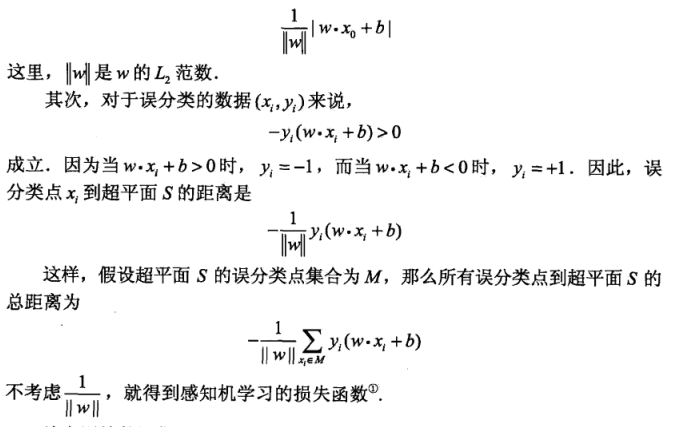 $\frac{1}{\|w\|}|w \cdot x_0 + b|$
这里，$\|w\|$ 是 $w$ 的 $L_2$ 范数．
其次，对于误分类的数据 $(x_i, y_i)$ 来说，
$-y_i(w \cdot x_i + b) > 0$
成立．因为当 $w \cdot x_i + b > 0$ 时，$y_i = -1$，而当 $w \cdot x_i + b < 0$ 时，$y_i = +1$．因此，误
分类点 $x_i$ 到超平面 $S$ 的距离是
$-\frac{1}{\|w\|} y_i(w \cdot x_i + b)$
这样，假设超平面 $S$ 的误分类点集合为 $M$，那么所有误分类点到超平面 $S$ 的
总距离为
$-\frac{1}{\|w\|} \sum_{x_i \in M} y_i(w \cdot x_i + b)$
不考虑 $\frac{1}{\|w\|}$，就得到感知机学习的损失函数①．